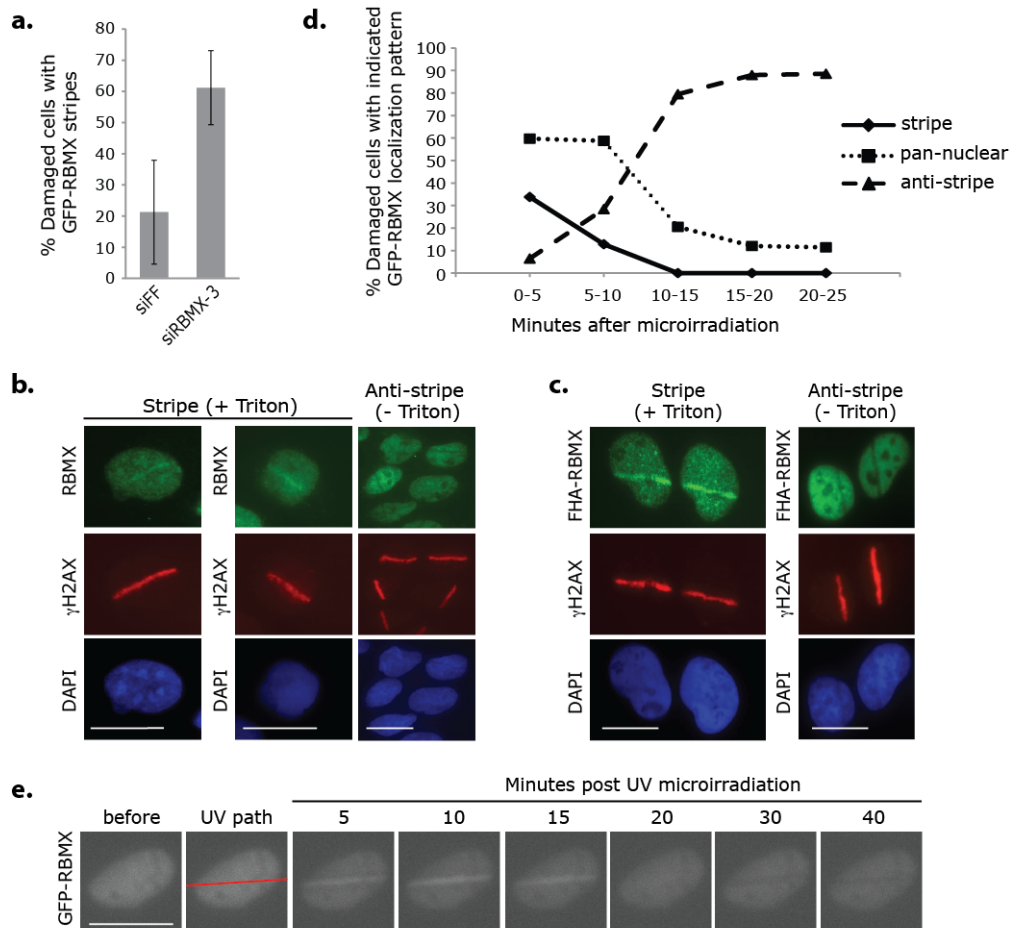 a.
% Damaged cells with
GFP-RBMX stripes
80
70
60
50
40
30
20
10
0
siFF
siRBMX-3
d.
% Damaged cells with indicated
GFP-RBMX localization pattern
100
90
80
70
60
50
40
30
20
10
0
0-5
5-10
10-15
15-20
20-25
Minutes after microirradiation
stripe
pan-nuclear
anti-stripe
b.
Stripe (+ Triton)
Anti-stripe
(- Triton)
RBMX
RBMX
γH2AX
γH2AX
DAPI
DAPI
c.
Stripe
(+ Triton)
Anti-stripe
(- Triton)
FHA-RBMX
FHA-RBMX
γH2AX
γH2AX
DAPI
DAPI
e.
Minutes post UV microirradiation
before
UV path
5
10
15
20
30
40
GFP-RBMX